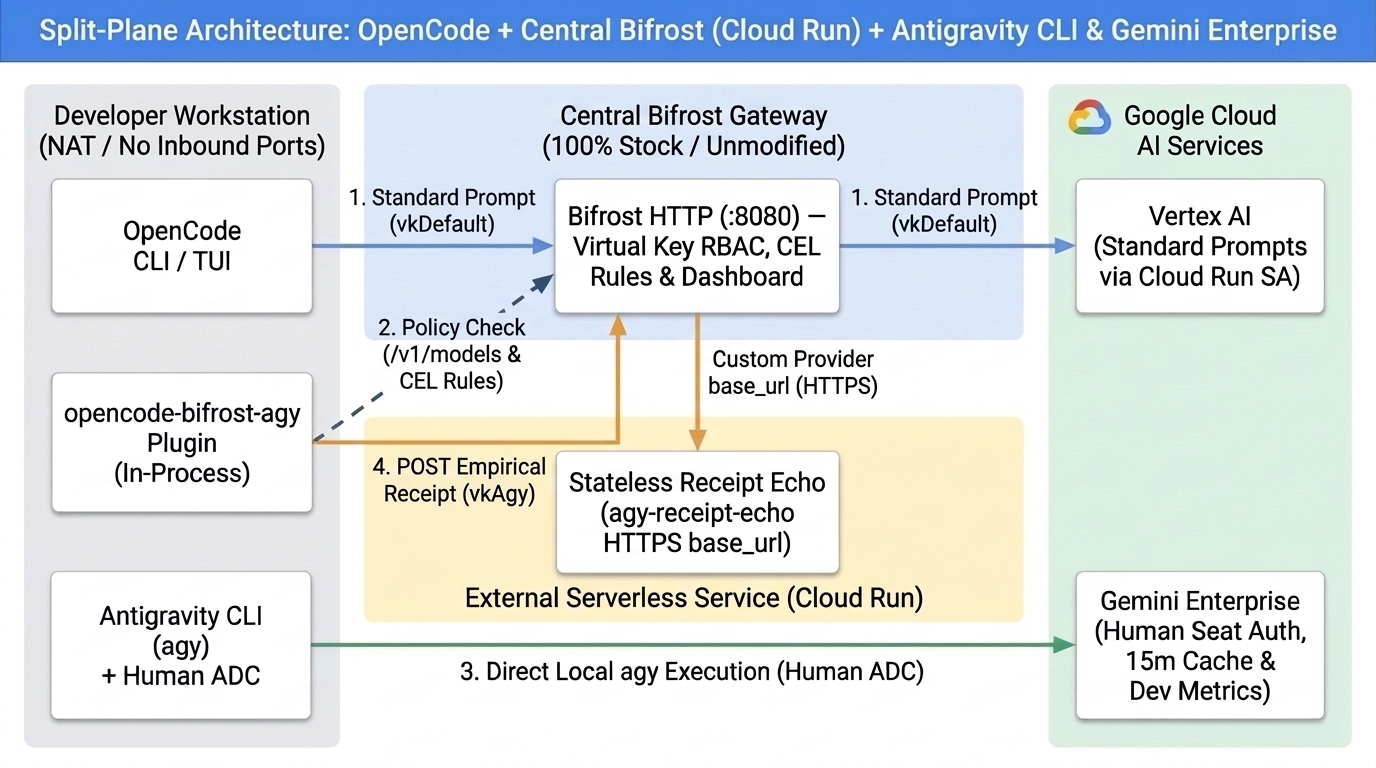 Split-Plane Architecture: OpenCode + Central Bifrost (Cloud Run) + Antigravity CLI & Gemini Enterprise
Developer Workstation
(NAT / No Inbound Ports)
OpenCode
CLI / TUI
opencode-bifrost-agy
Plugin
(In-Process)
Antigravity CLI
(agy)
+ Human ADC
Central Bifrost Gateway
(100% Stock / Unmodified)
1. Standard Prompt
(vkDefault)
Bifrost HTTP (:8080) —
Virtual Key RBAC, CEL
Rules & Dashboard
1. Standard Prompt
(vkDefault)
2. Policy Check
(/v1/models &
CEL Rules)
Custom Provider
base_url (HTTPS)
4. POST Empirical
Receipt (vkAgy)
Stateless Receipt Echo
(agy-receipt-echo
HTTPS base_url)
External Serverless Service (Cloud Run)
3. Direct Local agy Execution (Human ADC)
Google Cloud
AI Services
Vertex AI
(Standard Prompts
via Cloud Run SA)
Gemini Enterprise
(Human Seat Auth,
15m Cache &
Dev Metrics)